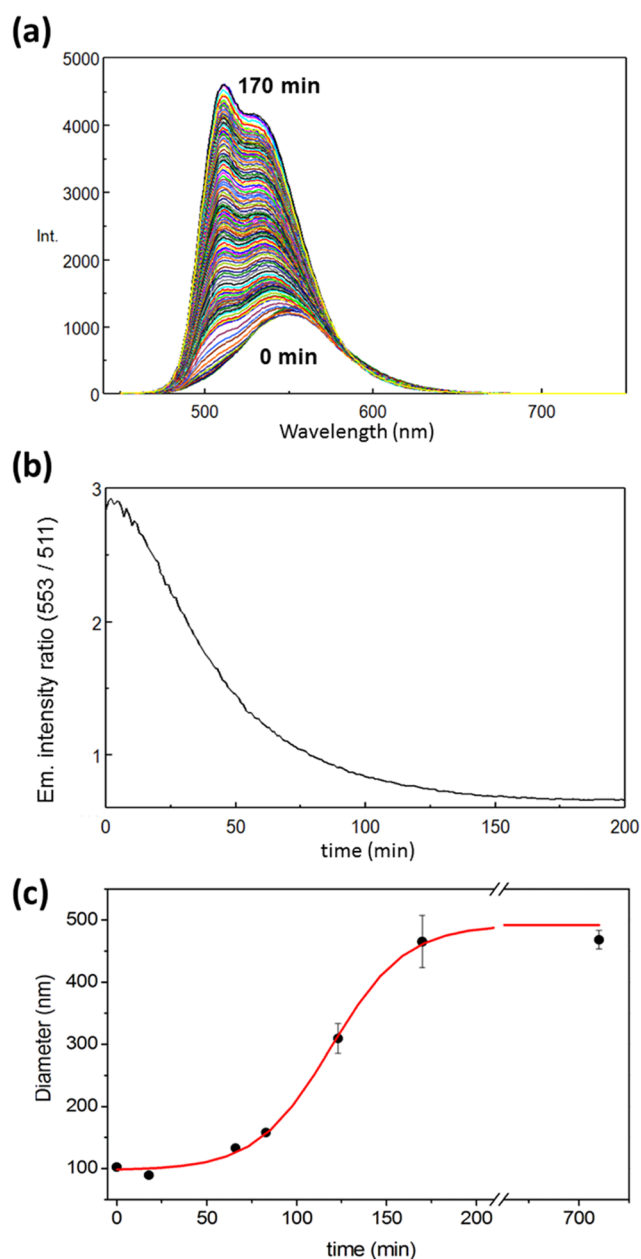 (a)
5000
4000
3000
2000
1000
0
Int.
170 min
0 min
500 600 700
Wavelength (nm)
(b)
3
2
1
Em. intensity ratio (553 / 511)
0 50 100 150 200
time (min)
(c)
500
400
300
200
100
Diameter (nm)
0 50 100 150 200 700
time (min)